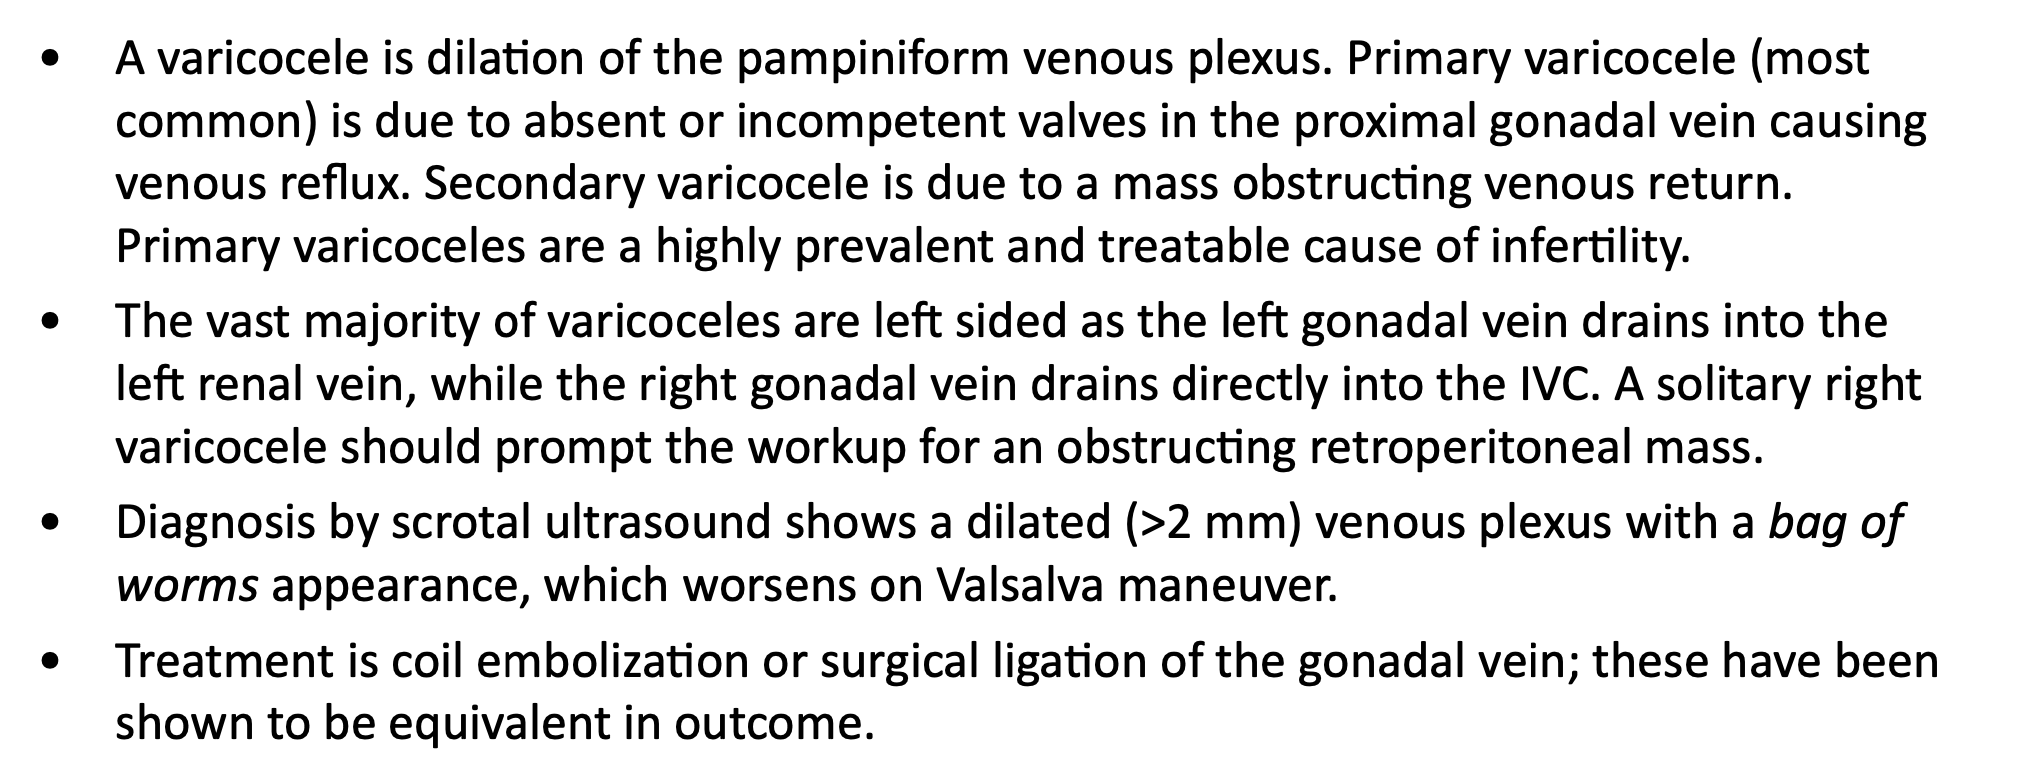 • A varicocele is dilation of the pampiniform venous plexus. Primary varicocele (most
common) is due to absent or incompetent valves in the proximal gonadal vein causing
venous reflux. Secondary varicocele is due to a mass obstructing venous return.
Primary varicoceles are a highly prevalent and treatable cause of infertility.
• The vast majority of varicoceles are left sided as the left gonadal vein drains into the
left renal vein, while the right gonadal vein drains directly into the IVC. A solitary right
varicocele should prompt the workup for an obstructing retroperitoneal mass.
• Diagnosis by scrotal ultrasound shows a dilated (>2 mm) venous plexus with a bag of
worms appearance, which worsens on Valsalva maneuver.
• Treatment is coil embolization or surgical ligation of the gonadal vein; these have been
shown to be equivalent in outcome.